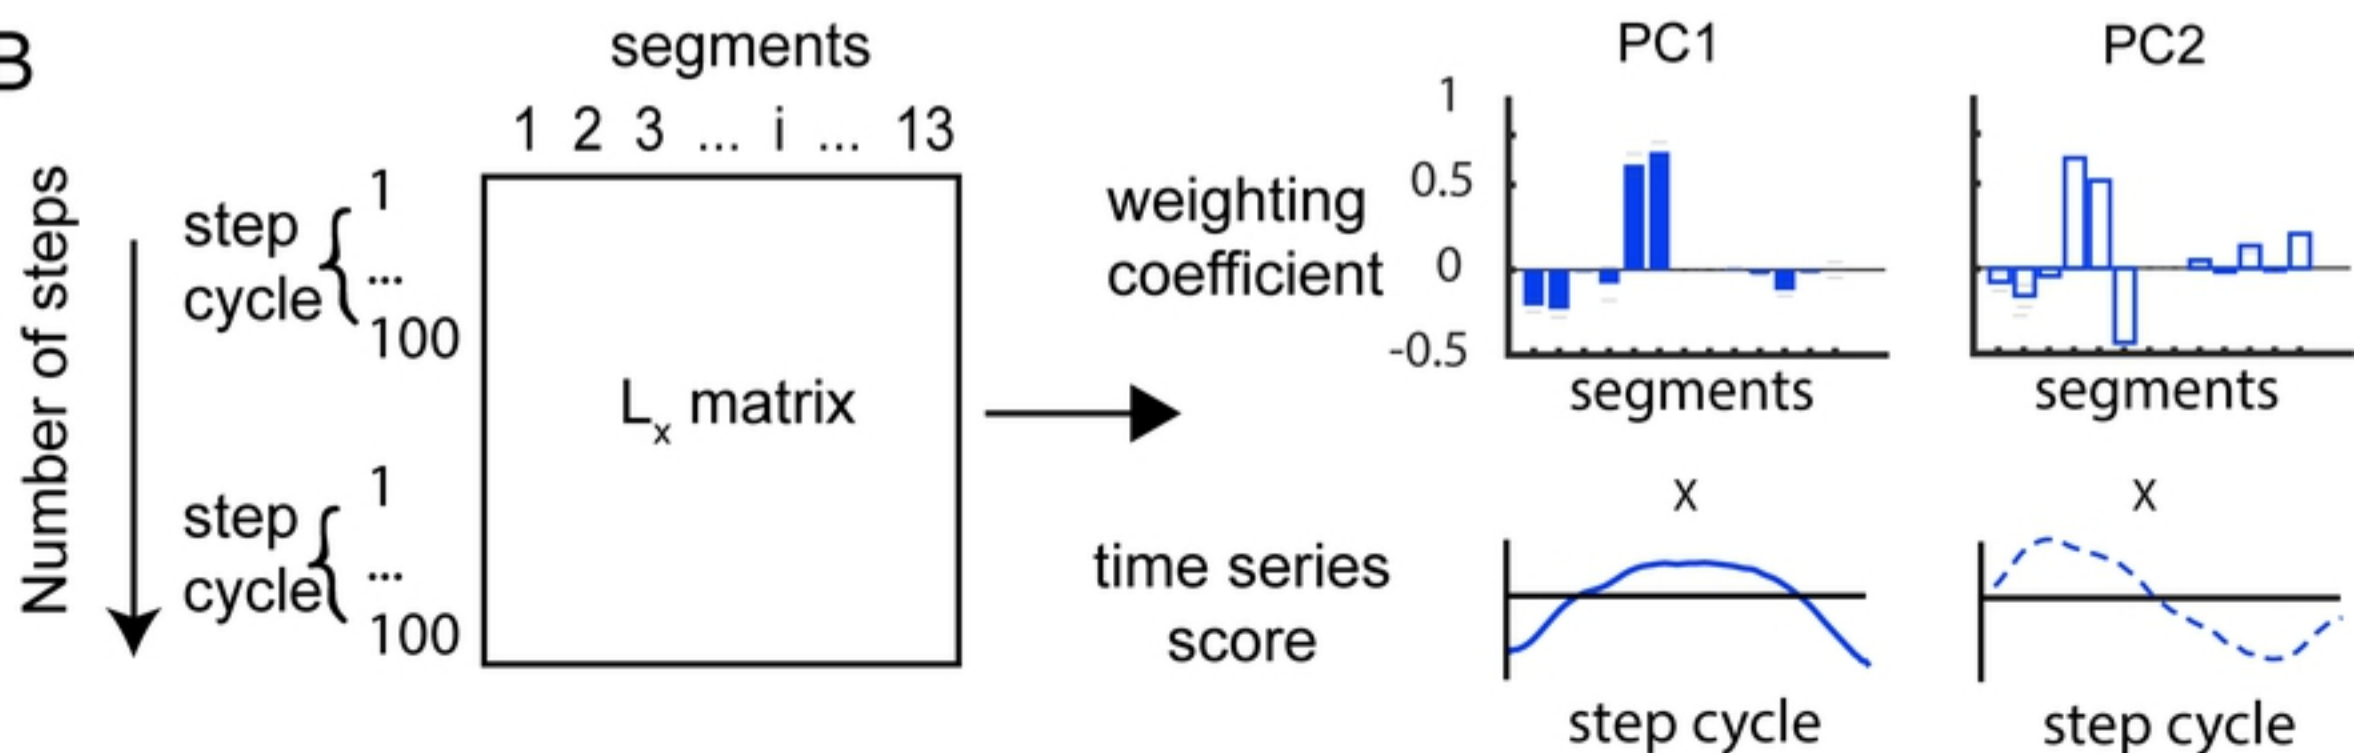 B
segments
1 2 3 ... i ... 13
Number of steps
step
cycle
1
...
100
step
cycle
1
...
100
Lx matrix
weighting
coefficient
time series
score
PC1
1
0.5
0
-0.5
segments
X
step cycle
PC2
segments
X
step cycle